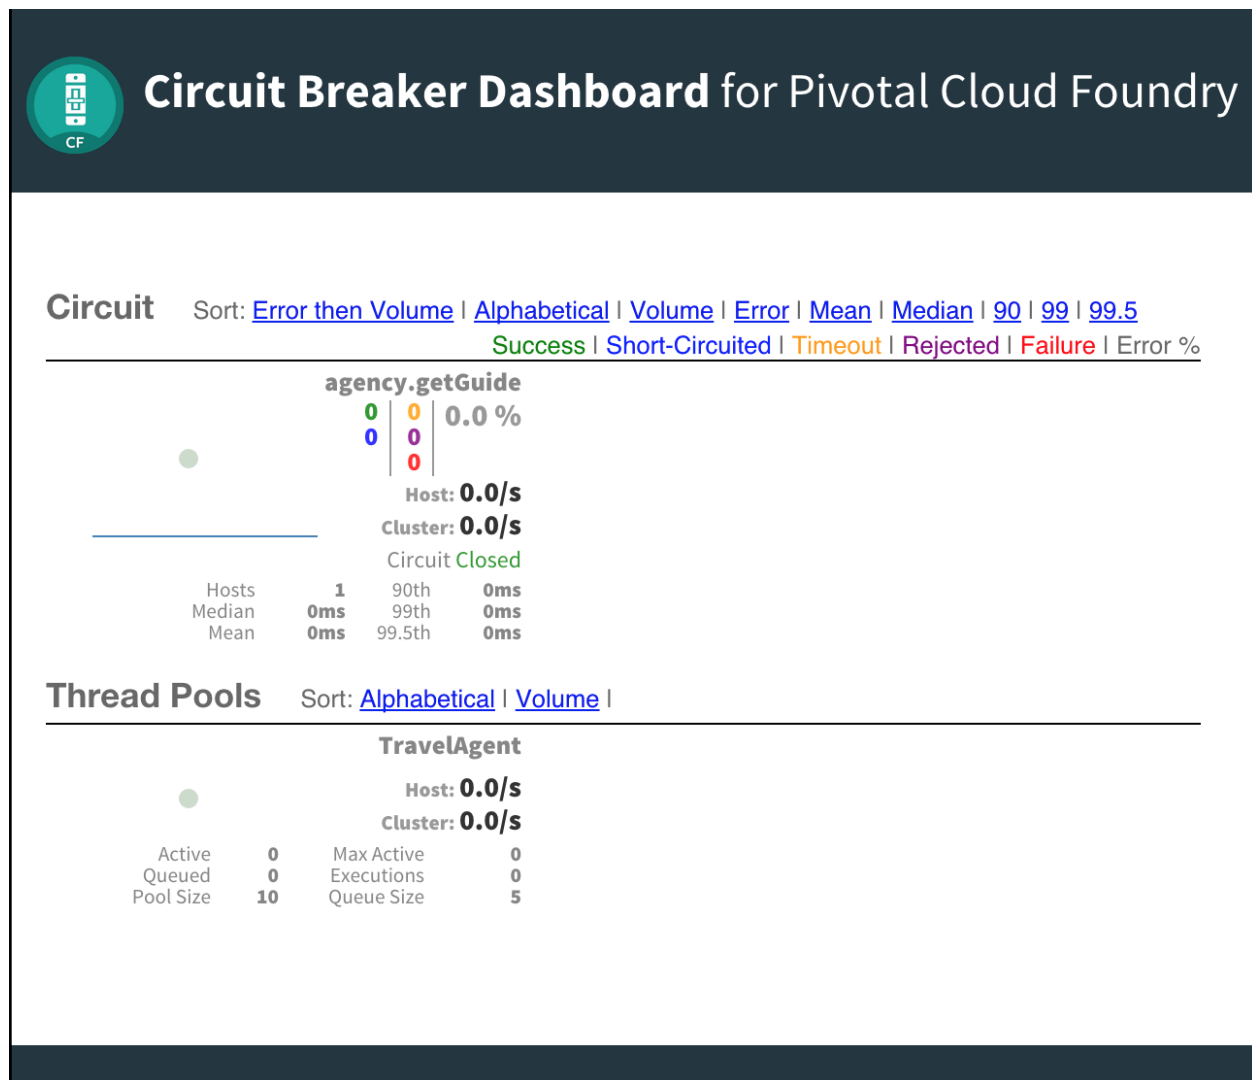 Circuit Breaker Dashboard for Pivotal Cloud Foundry
CF
Circuit Sort: Error then Volume | Alphabetical | Volume | Error | Mean | Median | 90 | 99 | 99.5
Success | Short-Circuited | Timeout | Rejected | Failure | Error %
agency.getGuide
0 0 0.0 %
0 0
0
Host: 0.0/s
Cluster: 0.0/s
Circuit Closed
Hosts 1 90th 0ms
Median 0ms 99th 0ms
Mean 0ms 99.5th 0ms
Thread Pools Sort: Alphabetical | Volume |
TravelAgent
Host: 0.0/s
Cluster: 0.0/s
Active 0 Max Active 0
Queued 0 Executions 0
Pool Size 10 Queue Size 5